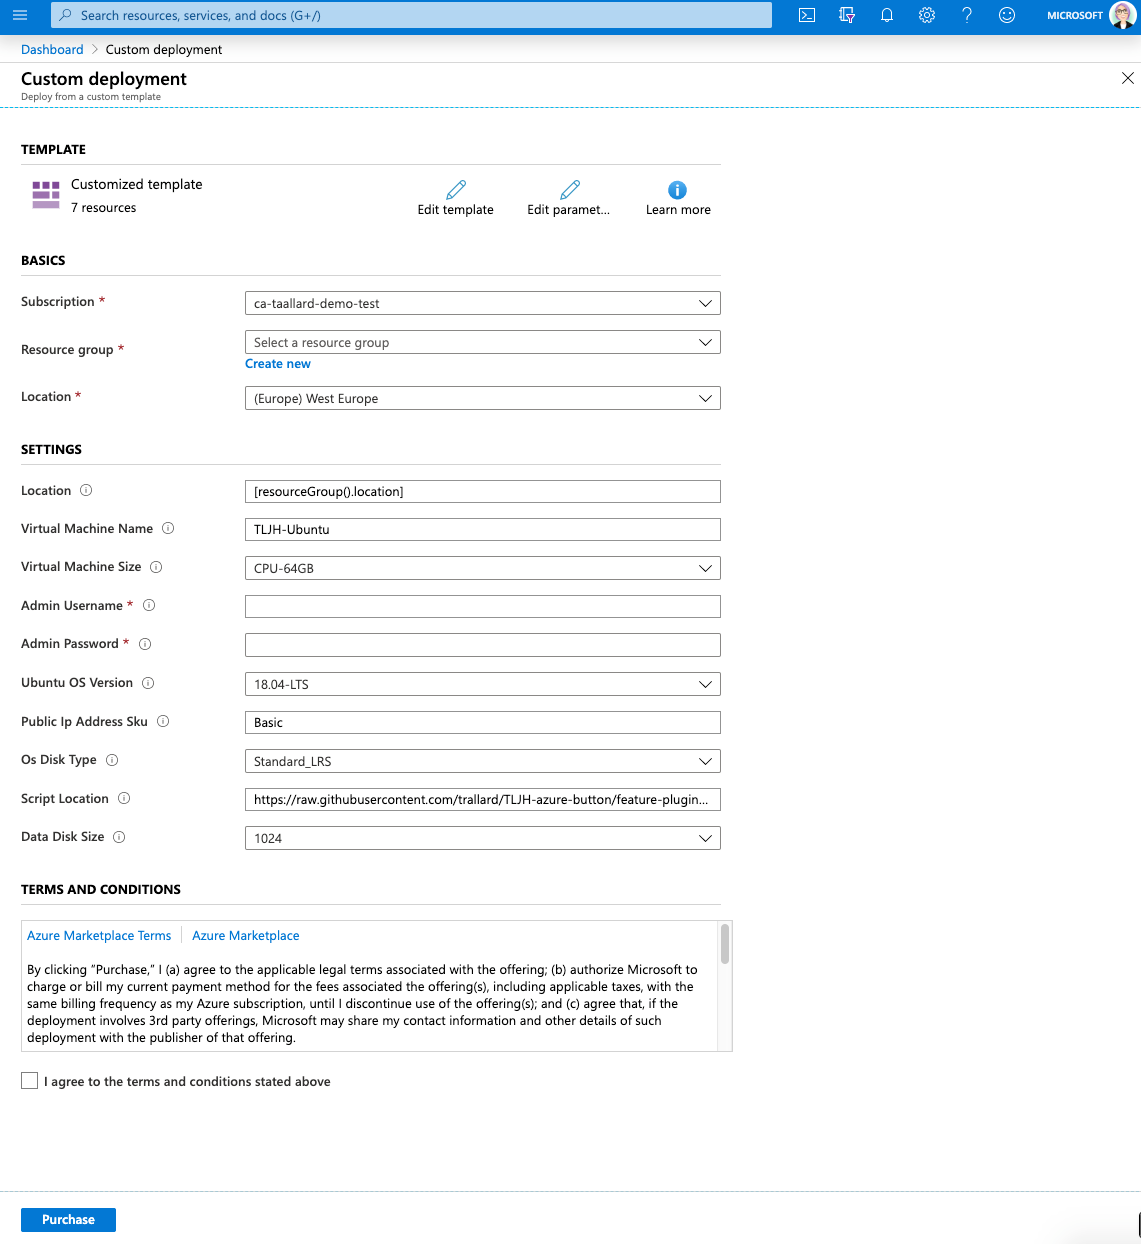 Search resources, services, and docs (G+/)
MICROSOFT
Dashboard > Custom deployment
Custom deployment
Deploy from a custom template
TEMPLATE
Customized template
7 resources
Edit template
Edit paramet...
Learn more
BASICS
Subscription *
ca-taallard-demo-test
Resource group *
Select a resource group
Create new
Location *
(Europe) West Europe
SETTINGS
Location
[resourceGroup().location]
Virtual Machine Name
TLJH-Ubuntu
Virtual Machine Size
CPU-64GB
Admin Username *
Admin Password *
Ubuntu OS Version
18.04-LTS
Public Ip Address Sku
Basic
Os Disk Type
Standard_LRS
Script Location
https://raw.githubusercontent.com/trallard/TLJH-azure-button/feature-plugin...
Data Disk Size
1024
TERMS AND CONDITIONS
Azure Marketplace Terms | Azure Marketplace
By clicking "Purchase," I (a) agree to the applicable legal terms associated with the offering; (b) authorize Microsoft to
charge or bill my current payment method for the fees associated the offering(s), including applicable taxes, with the
same billing frequency as my Azure subscription, until I discontinue use of the offering(s); and (c) agree that, if the
deployment involves 3rd party offerings, Microsoft may share my contact information and other details of such
deployment with the publisher of that offering.
I agree to the terms and conditions stated above
Purchase